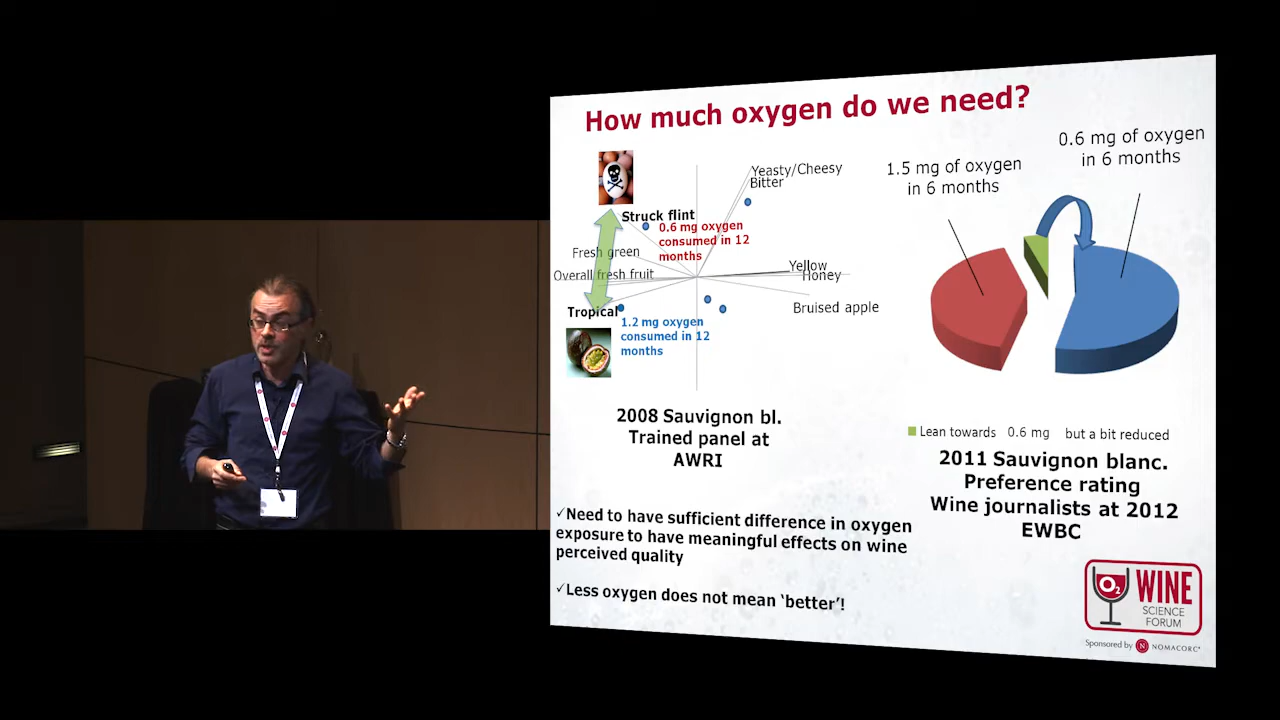 How much oxygen do we need?
Yeasty/Cheesy
Bitter
Struck flint
0.6 mg oxygen
consumed in 12
months
Fresh green
Overall fresh fruit
Yellow
Honey
Bruised apple
Tropical
1.2 mg oxygen
consumed in 12
months
2008 Sauvignon bl.
Trained panel at
AWRI
1.5 mg of oxygen
in 6 months
0.6 mg of oxygen
in 6 months
Lean towards 0.6 mg but a bit reduced
2011 Sauvignon blanc.
Preference rating
Wine journalists at 2012
EWBC
✓Need to have sufficient difference in oxygen
exposure to have meaningful effects on wine
perceived quality
✓Less oxygen does not mean ‘better’!
O2 WINE
SCIENCE
FORUM
Sponsored by N NOMACORC